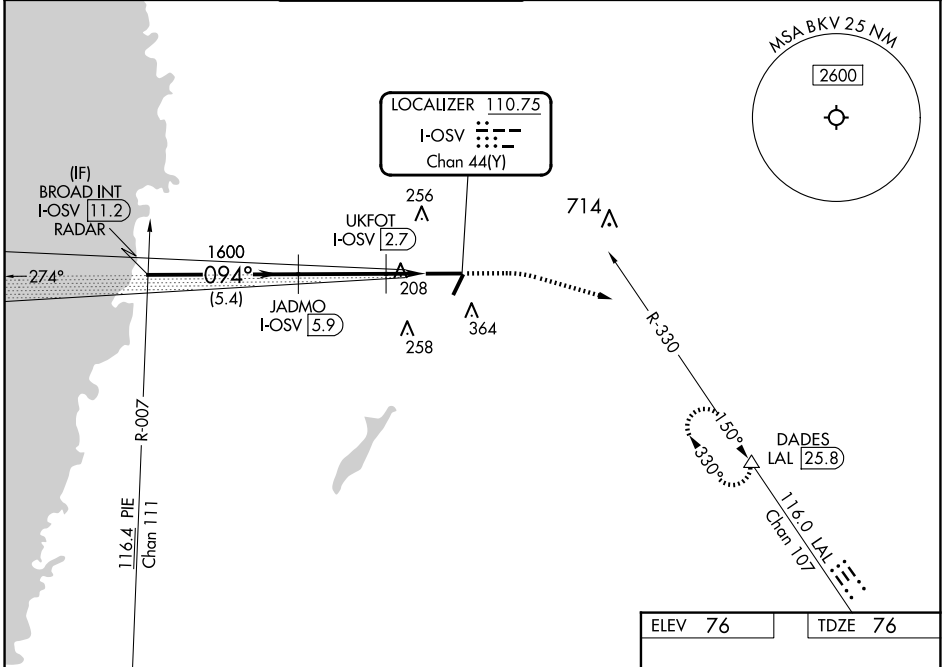 MSA BKV 25 NM
2600
LOCALIZER 110.75
I-OSV
Chan 44(Y)
(IF)
BROAD INT
I-OSV 11.2
RADAR
256
714
UKFOT
I-OSV 2.7
1600
274°
094°
(5.4)
208
JADMO
I-OSV 5.9
258
364
R-330
R-007
150°
330°
DADES
LAL 25.8
116.4 PIE
Chan 111
116.0 LAL
Chan 107
ELEV 76
TDZE 76